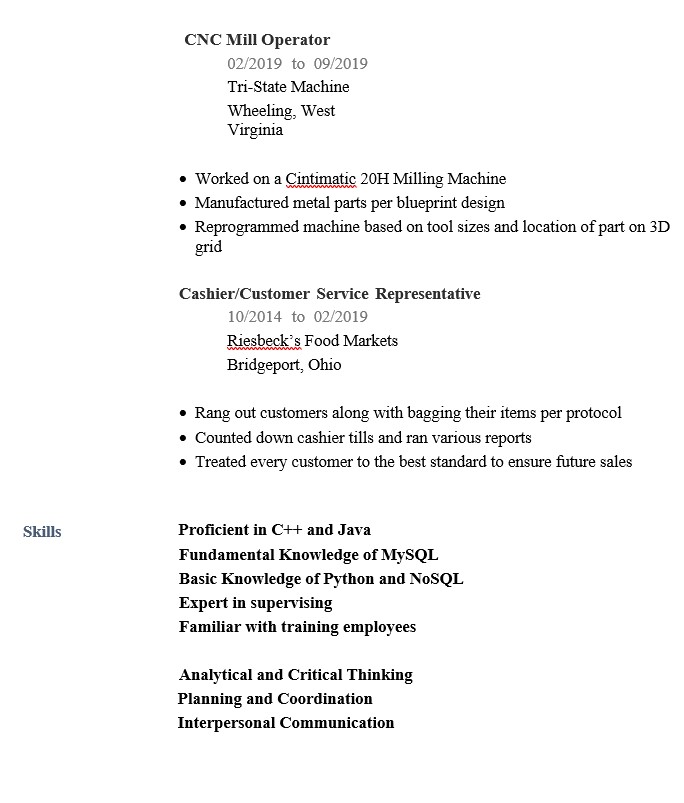 CNC Mill Operator
02/2019 to 09/2019
Tri-State Machine
Wheeling, West
Virginia
• Worked on a Cintimatic 20H Milling Machine
• Manufactured metal parts per blueprint design
• Reprogrammed machine based on tool sizes and location of part on 3D
grid
Cashier/Customer Service Representative
10/2014 to 02/2019
Riesbeck's Food Markets
Bridgeport, Ohio
• Rang out customers along with bagging their items per protocol
• Counted down cashier tills and ran various reports
• Treated every customer to the best standard to ensure future sales
Skills
Proficient in C++ and Java
Fundamental Knowledge of MySQL
Basic Knowledge of Python and NoSQL
Expert in supervising
Familiar with training employees
Analytical and Critical Thinking
Planning and Coordination
Interpersonal Communication